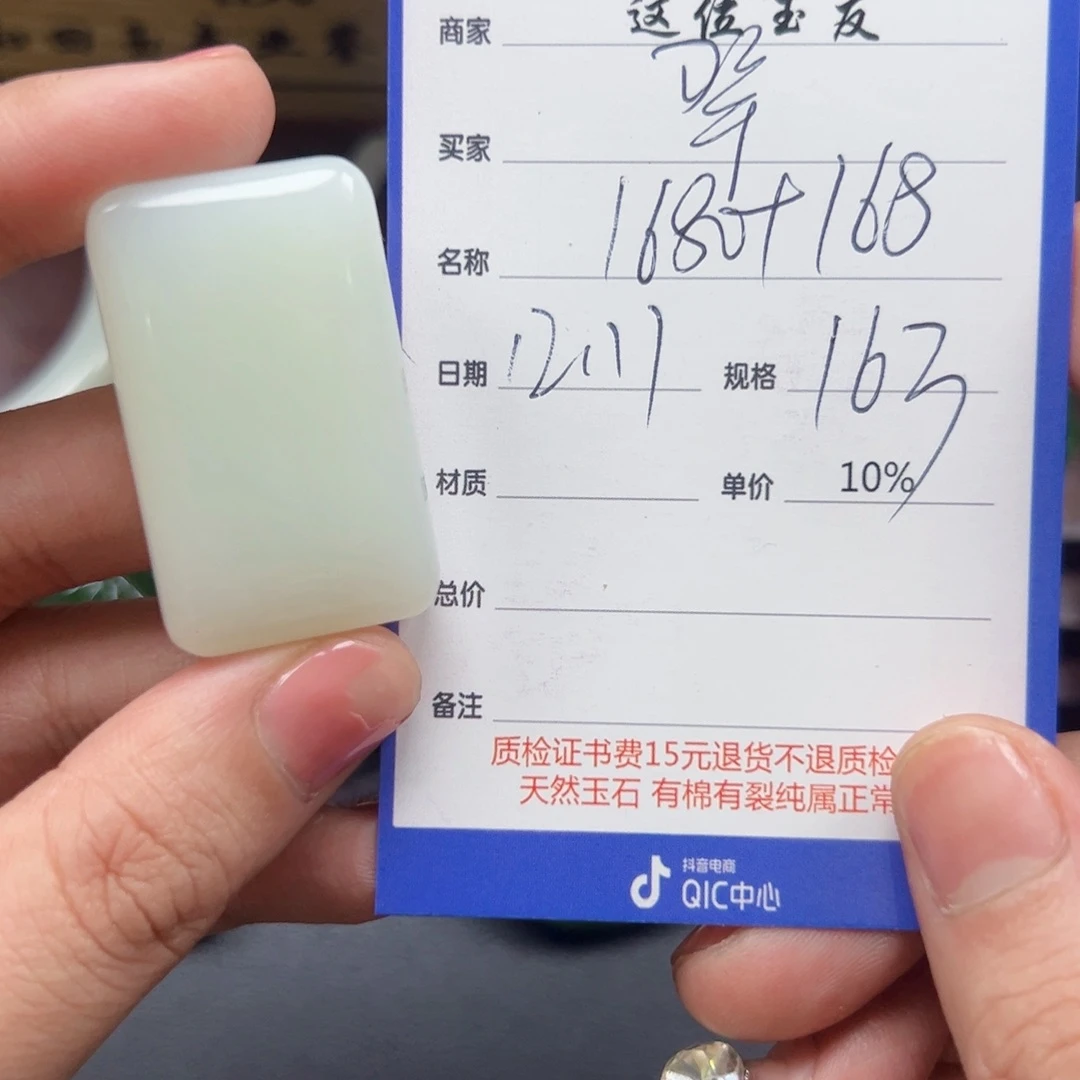 商家 这位玉友
买家
名称 1680+168
日期 12.11 规格 163
材质 单价 10%
总价
备注
质检证书费15元退货不退质检
天然玉石 有棉有裂纯属正常
抖音电商
QIC中心